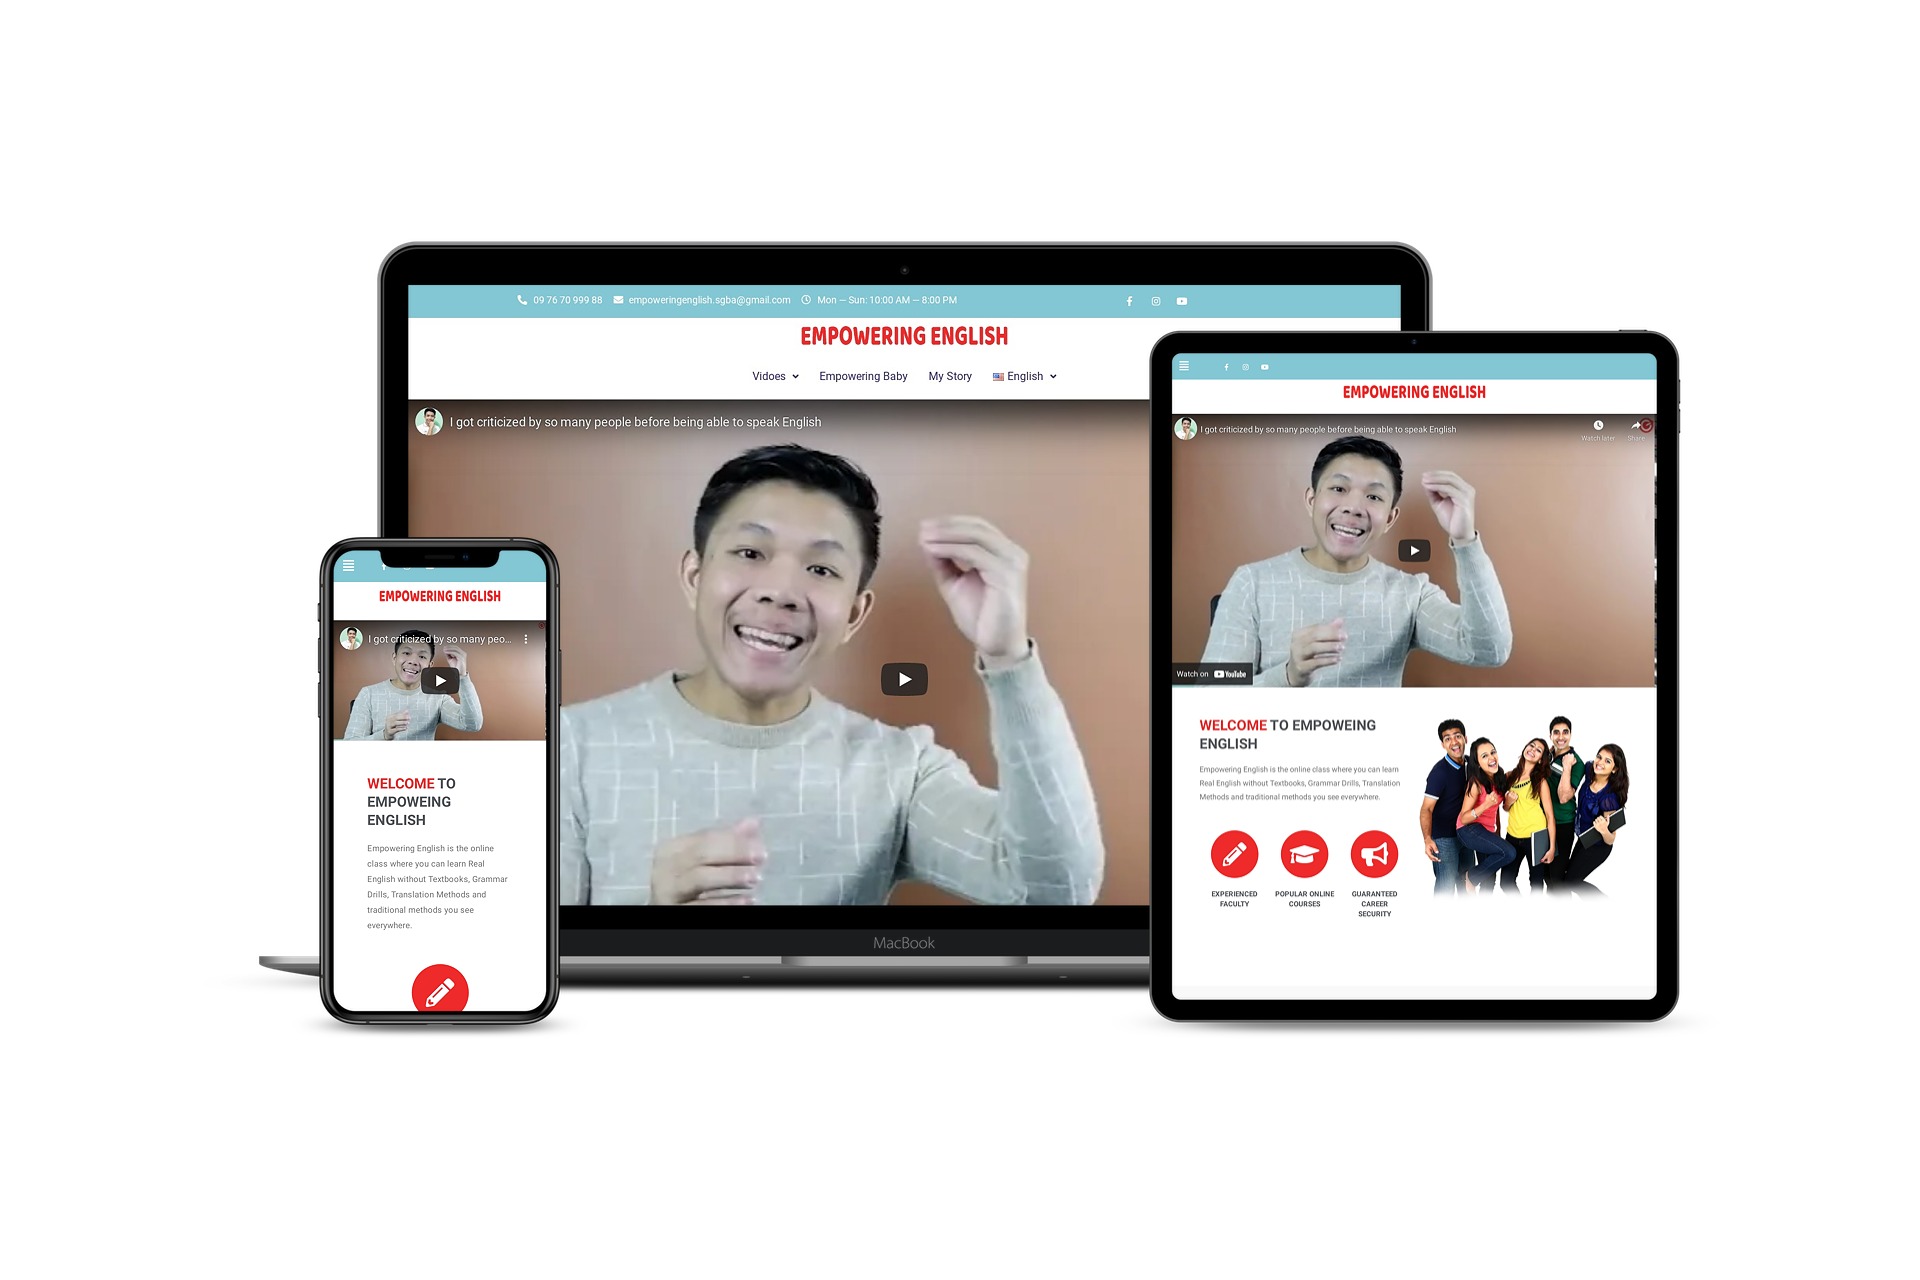 09 76 70 999 88 empoweringenglish.sgba@gmail.com Mon – Sun: 10:00 AM – 8:00 PM
EMPOWERING ENGLISH
Vidoes Empowering Baby My Story English
I got criticized by so many people before being able to speak English
MacBook
EMPOWERING ENGLISH
I got criticized by so many peo...
WELCOME TO
EMPOWEING
ENGLISH
Empowering English is the online
class where you can learn Real
English without Textbooks, Grammar
Drills, Translation Methods and
traditional methods you see
everywhere.
EMPOWERING ENGLISH
I got criticized by so many people before being able to speak English
Watch later Share
Watch on YouTube
WELCOME TO EMPOWEING
ENGLISH
Empowering English is the online class where you can learn
Real English without Textbooks, Grammar Drills, Translation
Methods and traditional methods you see everywhere.
EXPERIENCED
FACULTY
POPULAR ONLINE
COURSES
GUARANTEED
CAREER
SECURITY